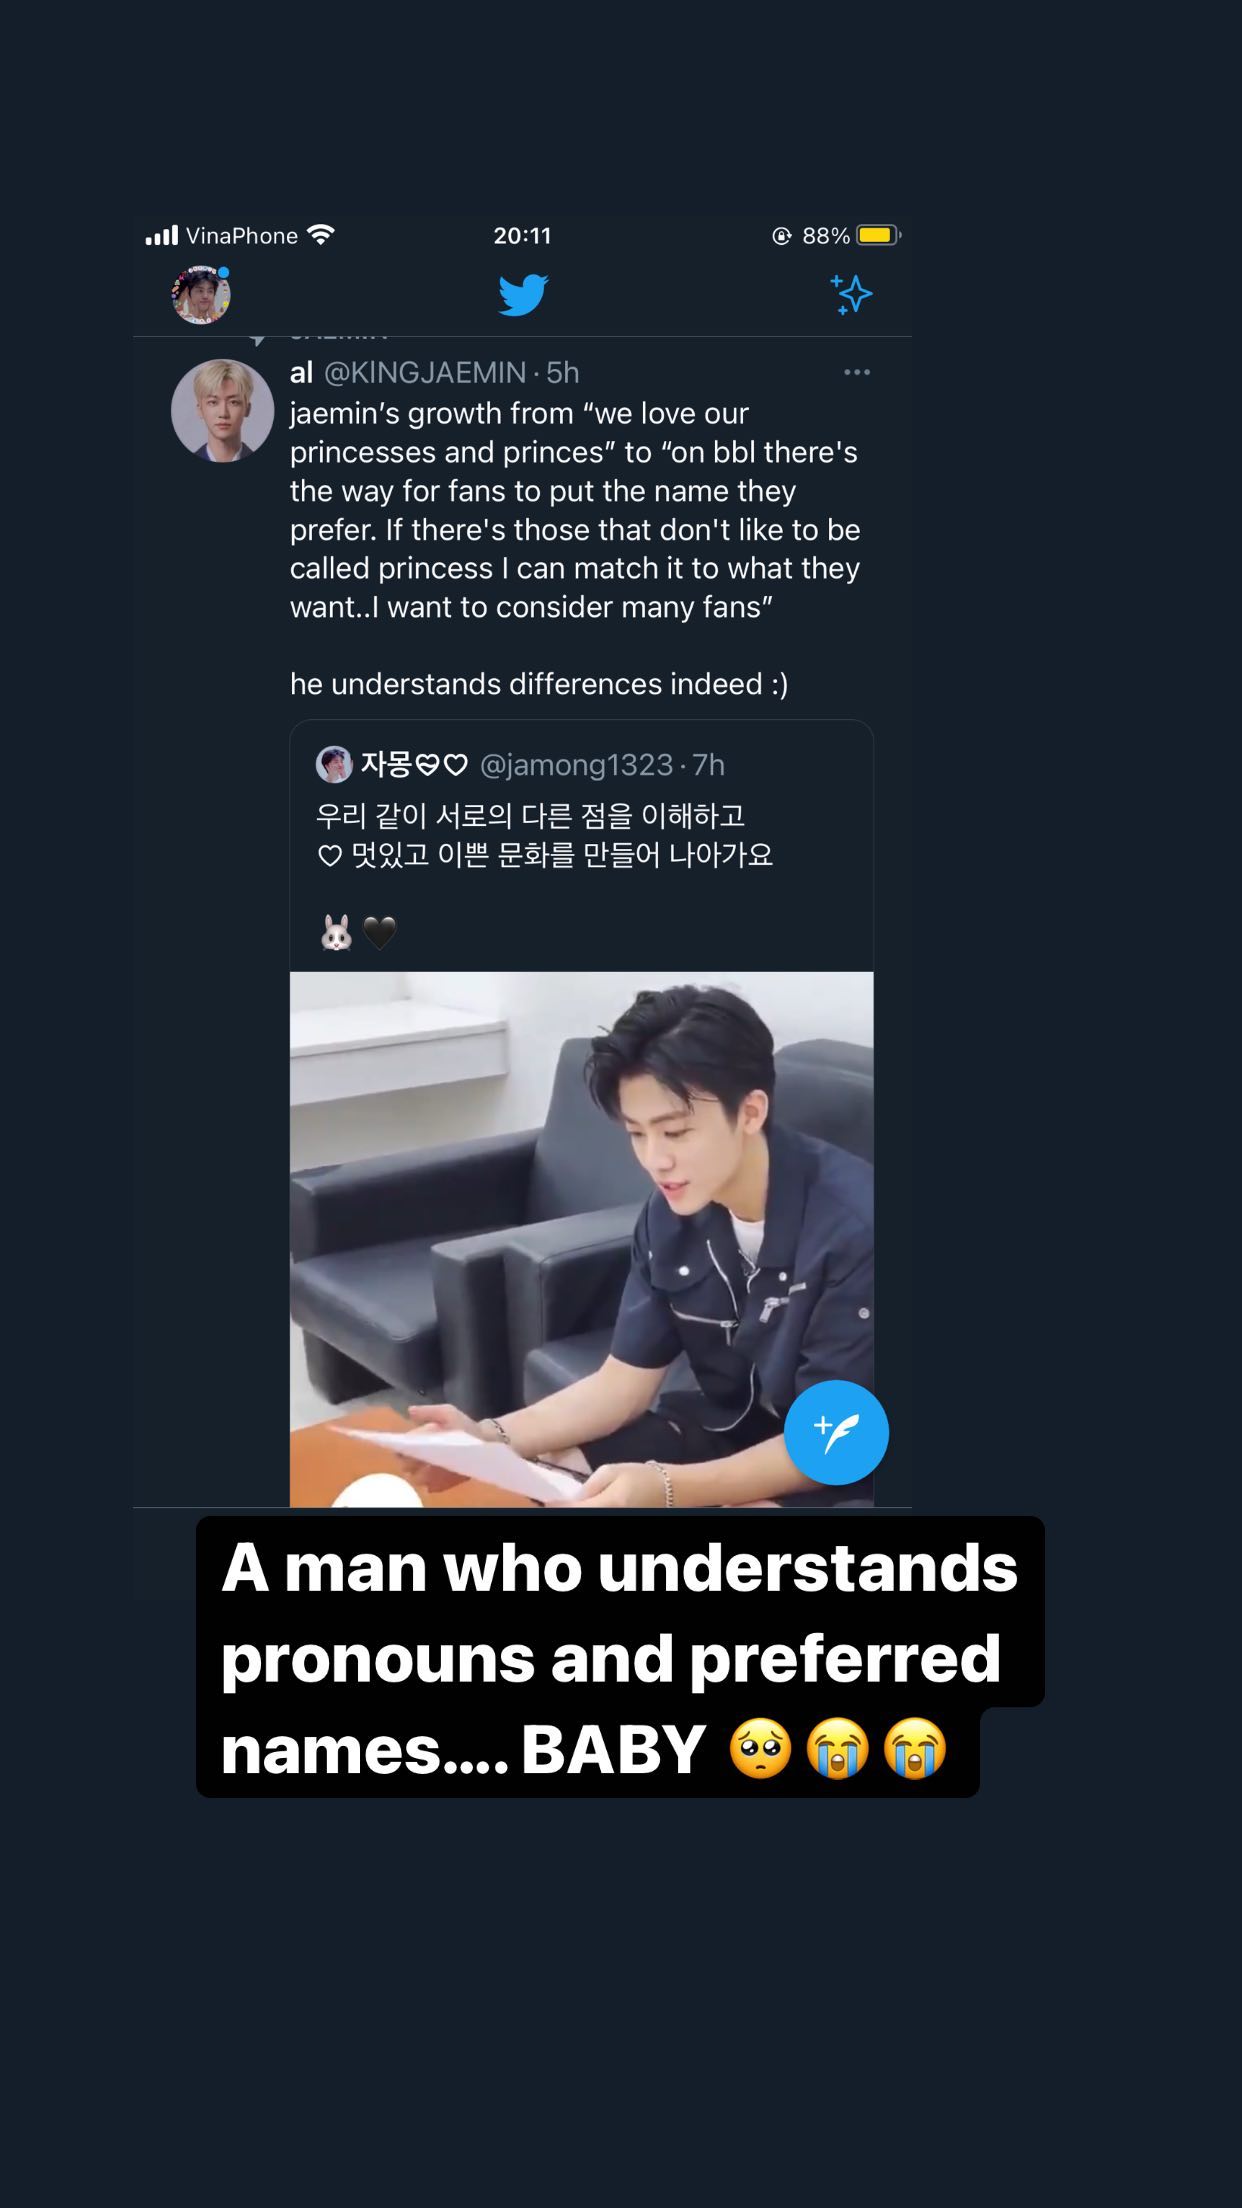 VinaPhone 20:11 88%
al @KINGJAEMIN · 5h
jaemin's growth from “we love our
princesses and princes” to “on bbl there's
the way for fans to put the name they
prefer. If there's those that don't like to be
called princess I can match it to what they
want..I want to consider many fans”
he understands differences indeed :)
자몽ლ♡ @jamong1323 · 7h
우리 같이 서로의 다른 점을 이해하고
♡ 멋있고 이쁜 문화를 만들어 나아가요
🐰🖤
A man who understands
pronouns and preferred
names.... BABY 🥺😭😭